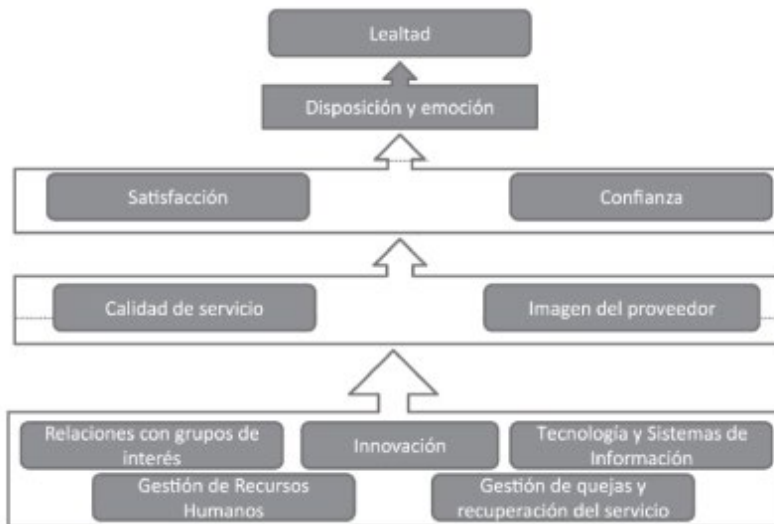 Lealtad
Disposición y emoción
Satisfacción
Confianza
Calidad de servicio
Imagen del proveedor
Relaciones con grupos de
interés
Innovación
Tecnología y Sistemas de
Información
Gestión de Recursos
Humanos
Gestión de quejas y
recuperación del servicio